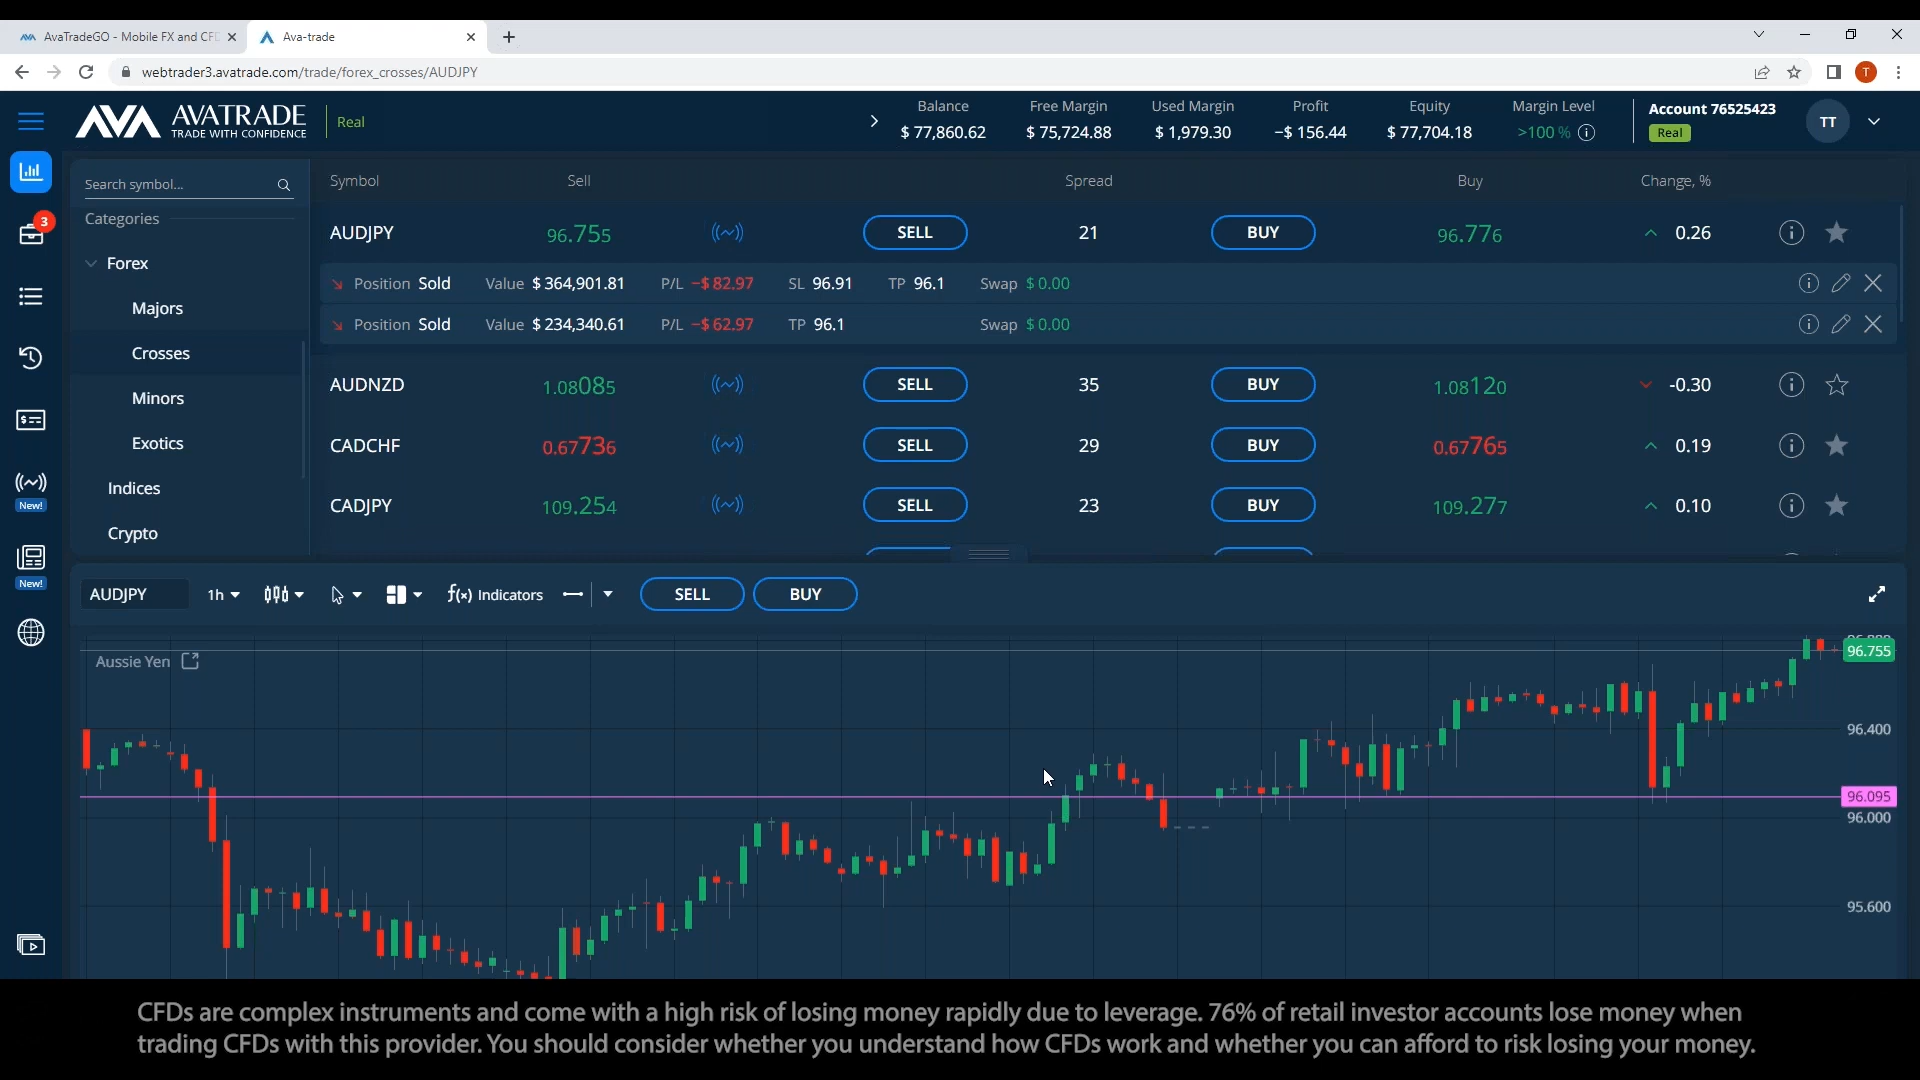 AvaTradeGO - Mobile FX and CFD
Ava-trade
webtrader3.avatrade.com/trade/forex_crosses/AUDJPY
T
AVA AVATRADE
TRADE WITH CONFIDENCE
Real
Balance
$ 77,860.62
Free Margin
$ 75,724.88
Used Margin
$ 1,979.30
Profit
−$ 156.44
Equity
$ 77,704.18
Margin Level
>100 %
Account 76525423
Real
TT
3
New!
New!
Search symbol...
Categories
Forex
Majors
Crosses
Minors
Exotics
Indices
Crypto
Symbol Sell Spread Buy Change, %
AUDJPY 96.755 SELL 21 BUY 96.776 0.26
Position Sold Value $ 364,901.81 P/L −$ 82.97 SL 96.91 TP 96.1 Swap $ 0.00
Position Sold Value $ 234,340.61 P/L −$ 62.97 TP 96.1 Swap $ 0.00
AUDNZD 1.08085 SELL 35 BUY 1.08120 -0.30
CADCHF 0.67736 SELL 29 BUY 0.67765 0.19
CADJPY 109.254 SELL 23 BUY 109.277 0.10
AUDJPY 1h f(x) Indicators SELL BUY
Aussie Yen
96.755
96.400
96.095
96.000
95.600
CFDs are complex instruments and come with a high risk of losing money rapidly due to leverage. 76% of retail investor accounts lose money when
trading CFDs with this provider. You should consider whether you understand how CFDs work and whether you can afford to risk losing your money.